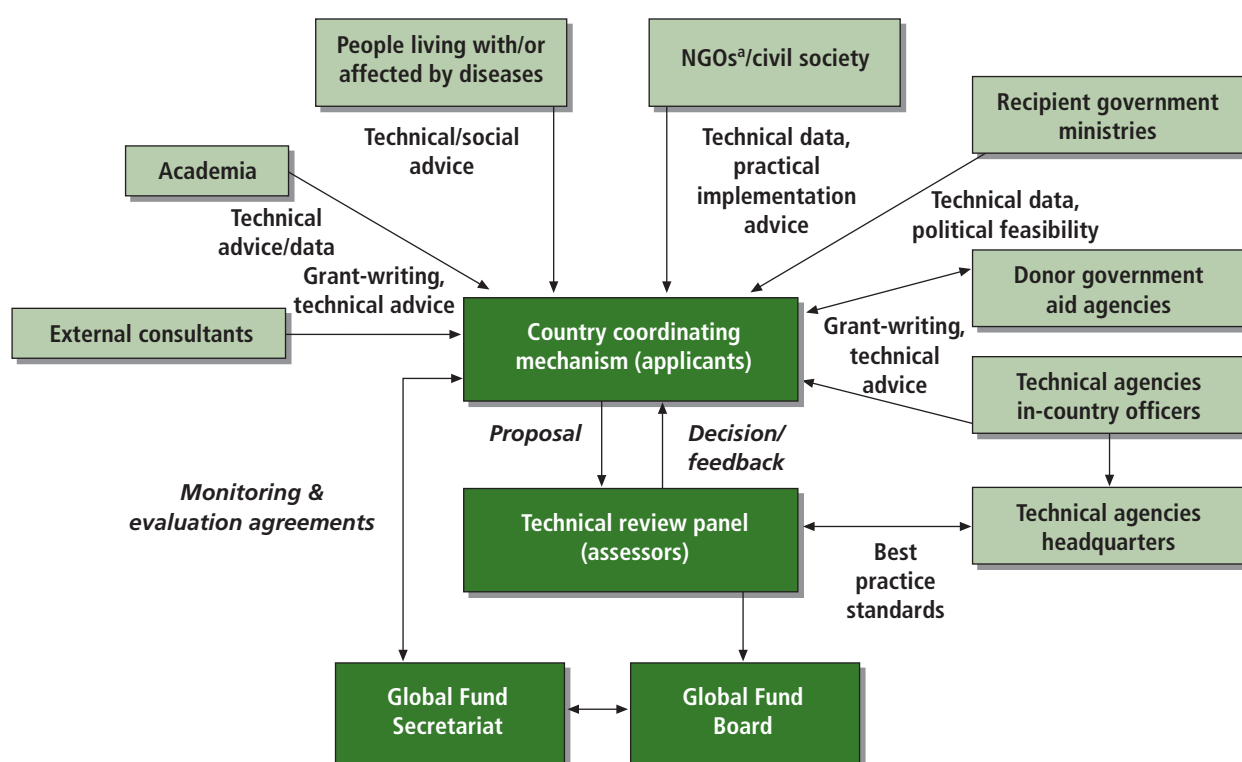 People living with/or
affected by diseases
NGOsᵃ/civil society
Recipient government
ministries
Academia
Technical/social
advice
Technical data,
practical
implementation
advice
Technical data,
political feasibility
Technical
advice/data
Grant-writing,
technical advice
External consultants
Country coordinating
mechanism (applicants)
Donor government
aid agencies
Grant-writing,
technical
advice
Technical agencies
in-country officers
Proposal
Decision/
feedback
Monitoring &
evaluation agreements
Technical review panel
(assessors)
Technical agencies
headquarters
Best
practice
standards
Global Fund
Secretariat
Global Fund
Board